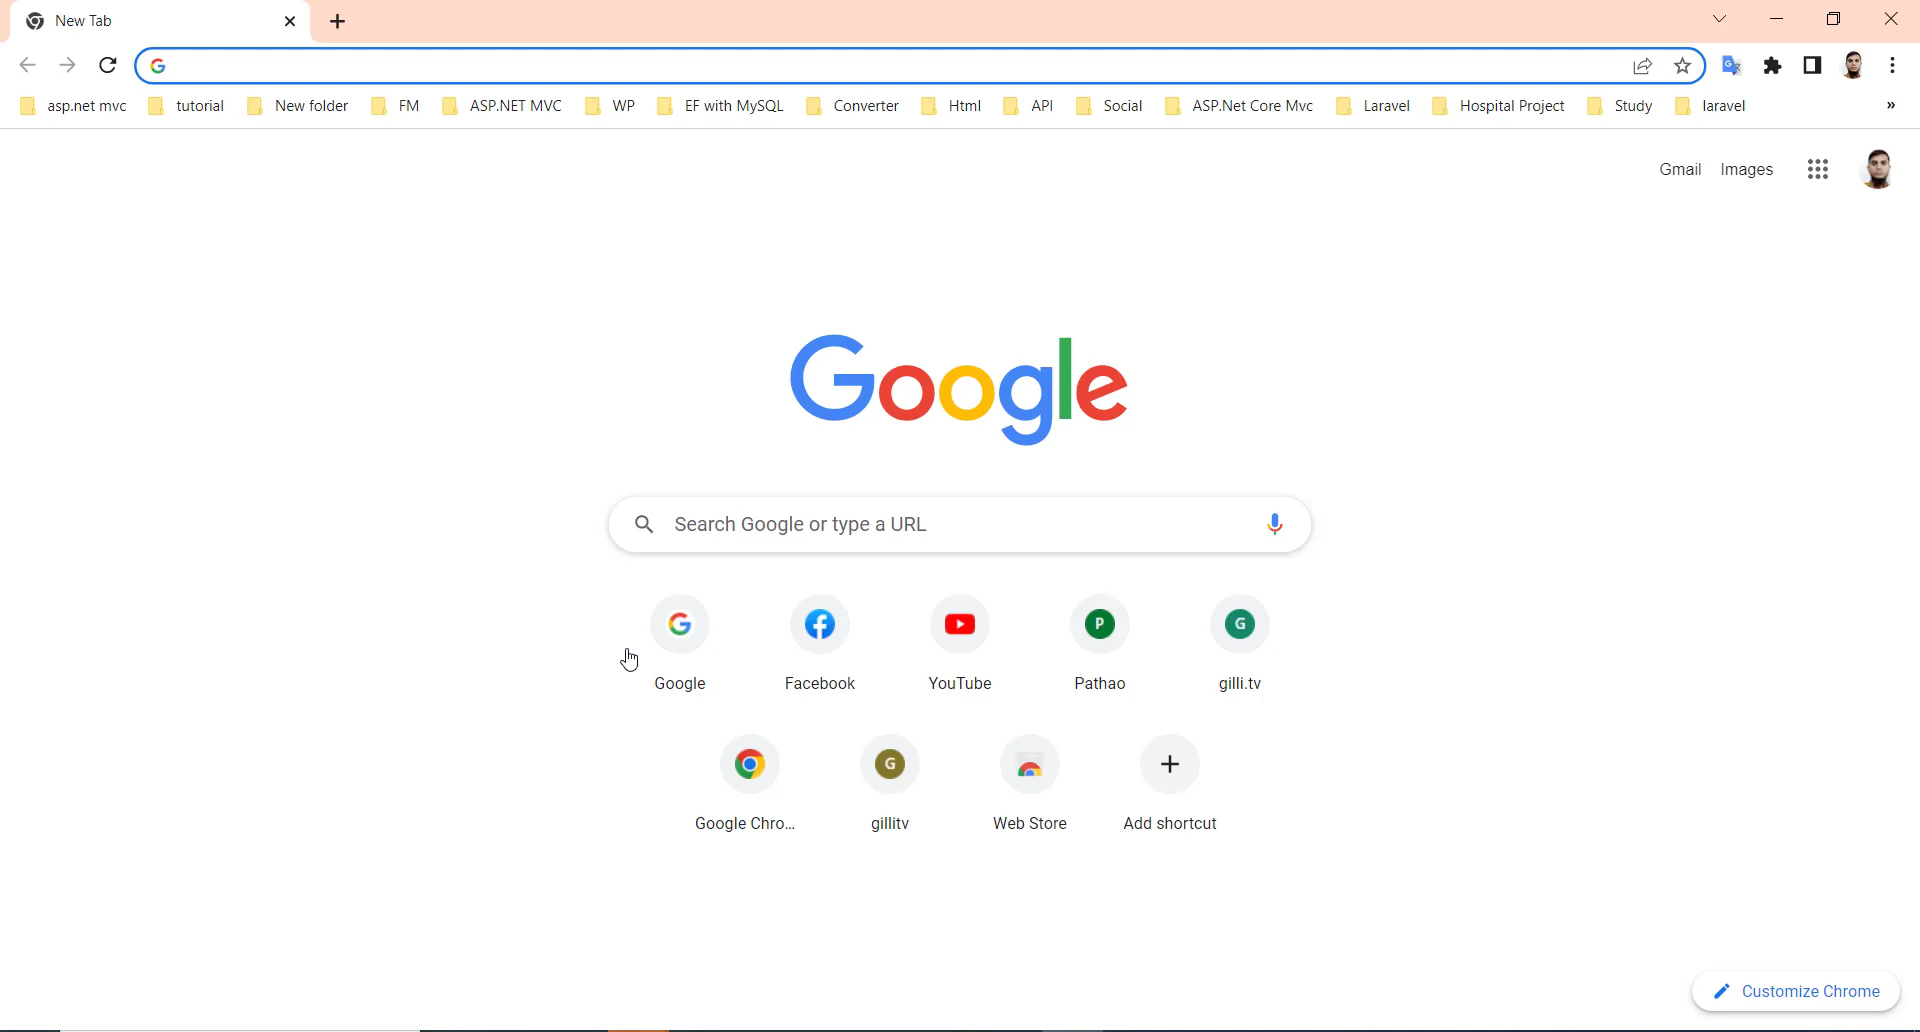 New Tab
asp.net mvc tutorial New folder FM ASP.NET MVC WP EF with MySQL Converter Html API Social ASP.Net Core Mvc Laravel Hospital Project Study laravel »
Gmail Images
Google
Search Google or type a URL
Google Facebook YouTube Pathao gilli.tv
Google Chro... gillitv Web Store Add shortcut
Customize Chrome